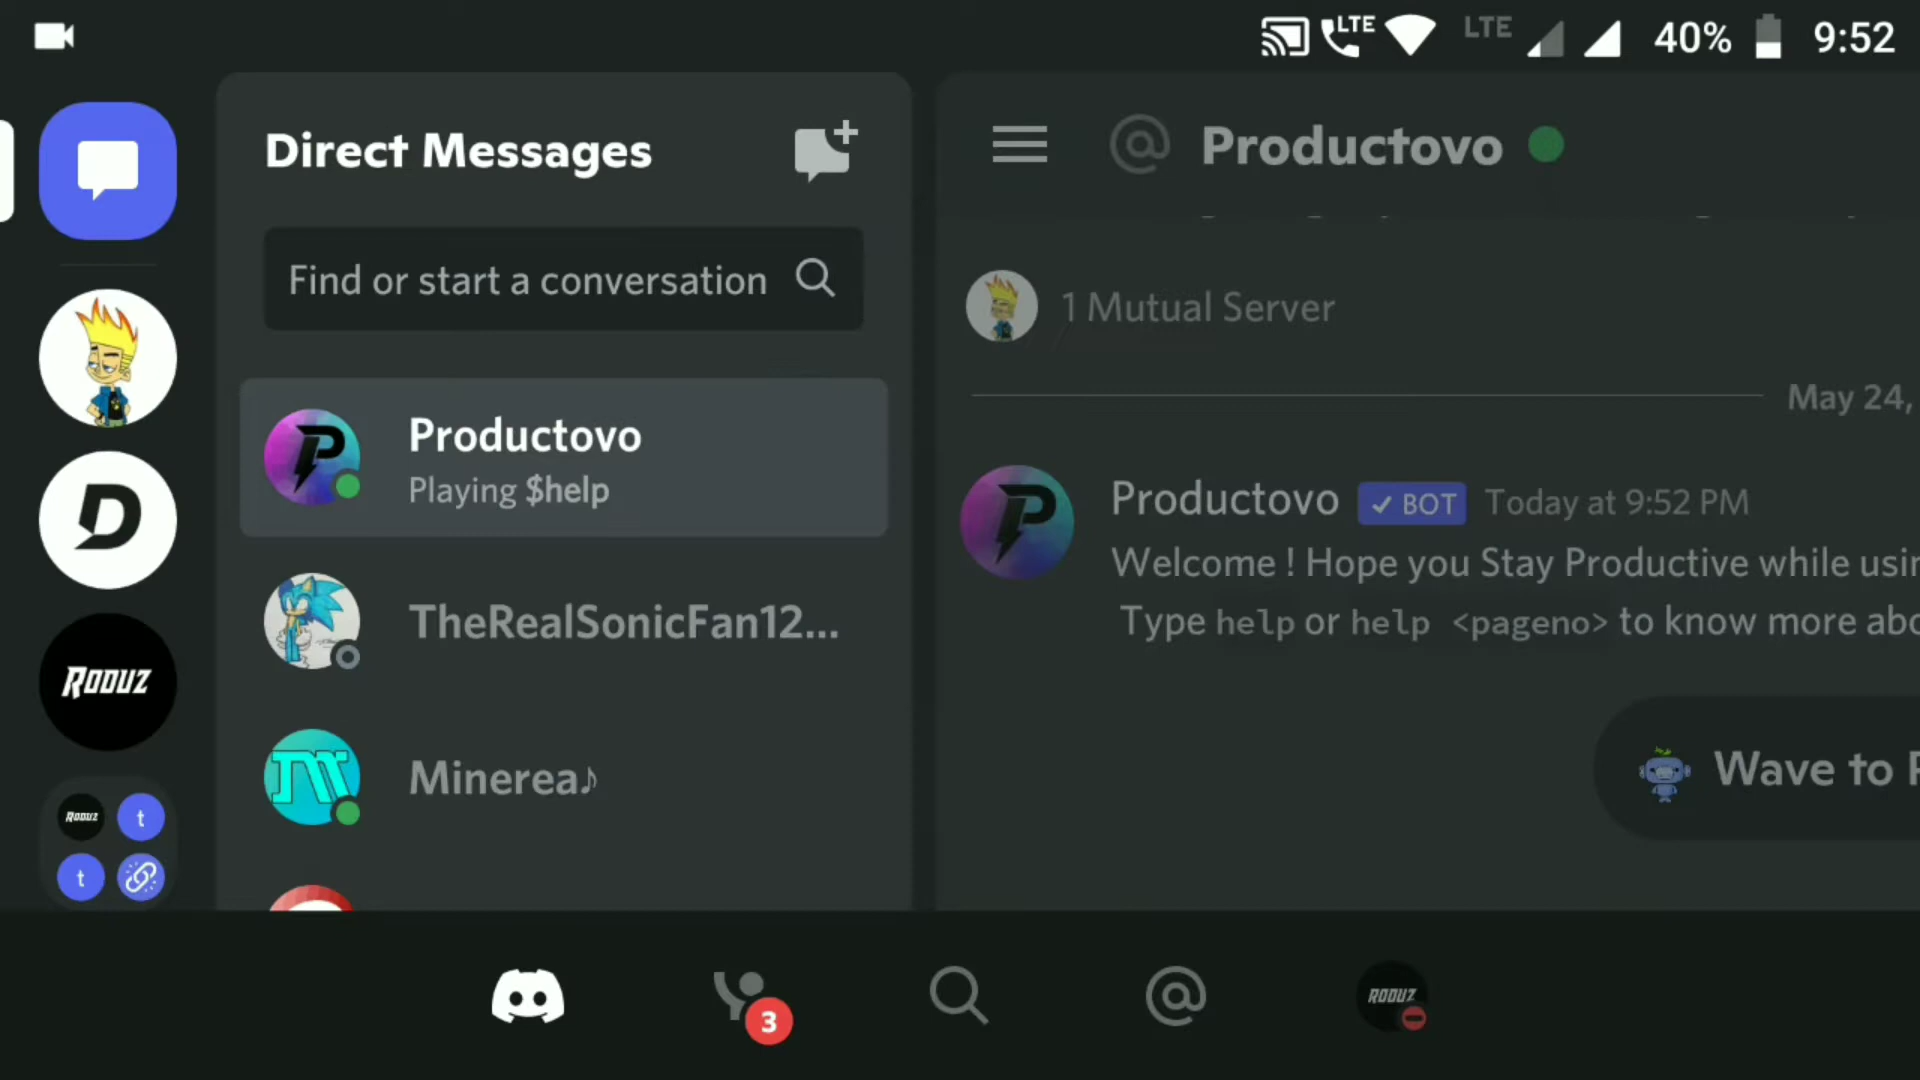 LTE LTE 40% 9:52
Direct Messages
Find or start a conversation
Productovo
Playing $help
TheRealSonicFan12...
Minerea♪
D
RODUZ
RODUZ t
t
Productovo
1 Mutual Server
May 24,
Productovo ✓ BOT Today at 9:52 PM
Welcome ! Hope you Stay Productive while
Type help or help <pageno> to know more
Wave to
3
RODUZ